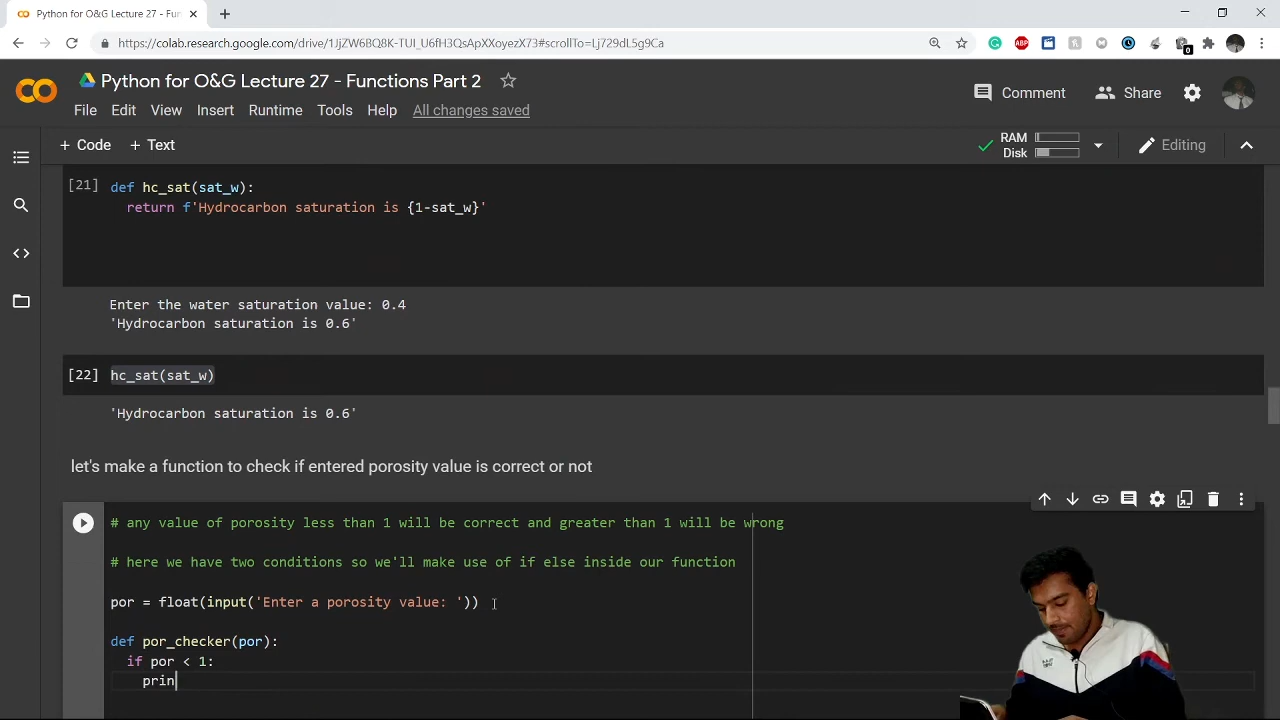 Python for O&G Lecture 27 - Fun
https://colab.research.google.com/drive/1JjZW6EQ8K-TUI_U6fH3QsApXXoyezX73#scrollTo=Lj729dL5g9Ca
ABP
0
Python for O&G Lecture 27 - Functions Part 2
Comment
Share
File Edit View Insert Runtime Tools Help All changes saved
+ Code + Text
RAM
Disk
Editing
[21] def hc_sat(sat_w):
return f'Hydrocarbon saturation is {1-sat_w}'
Enter the water saturation value: 0.4
'Hydrocarbon saturation is 0.6'
[22] hc_sat(sat_w)
'Hydrocarbon saturation is 0.6'
let's make a function to check if entered porosity value is correct or not
# any value of porosity less than 1 will be correct and greater than 1 will be wrong
# here we have two conditions so we'll make use of if else inside our function
por = float(input('Enter a porosity value: '))
def por_checker(por):
if por < 1:
prin